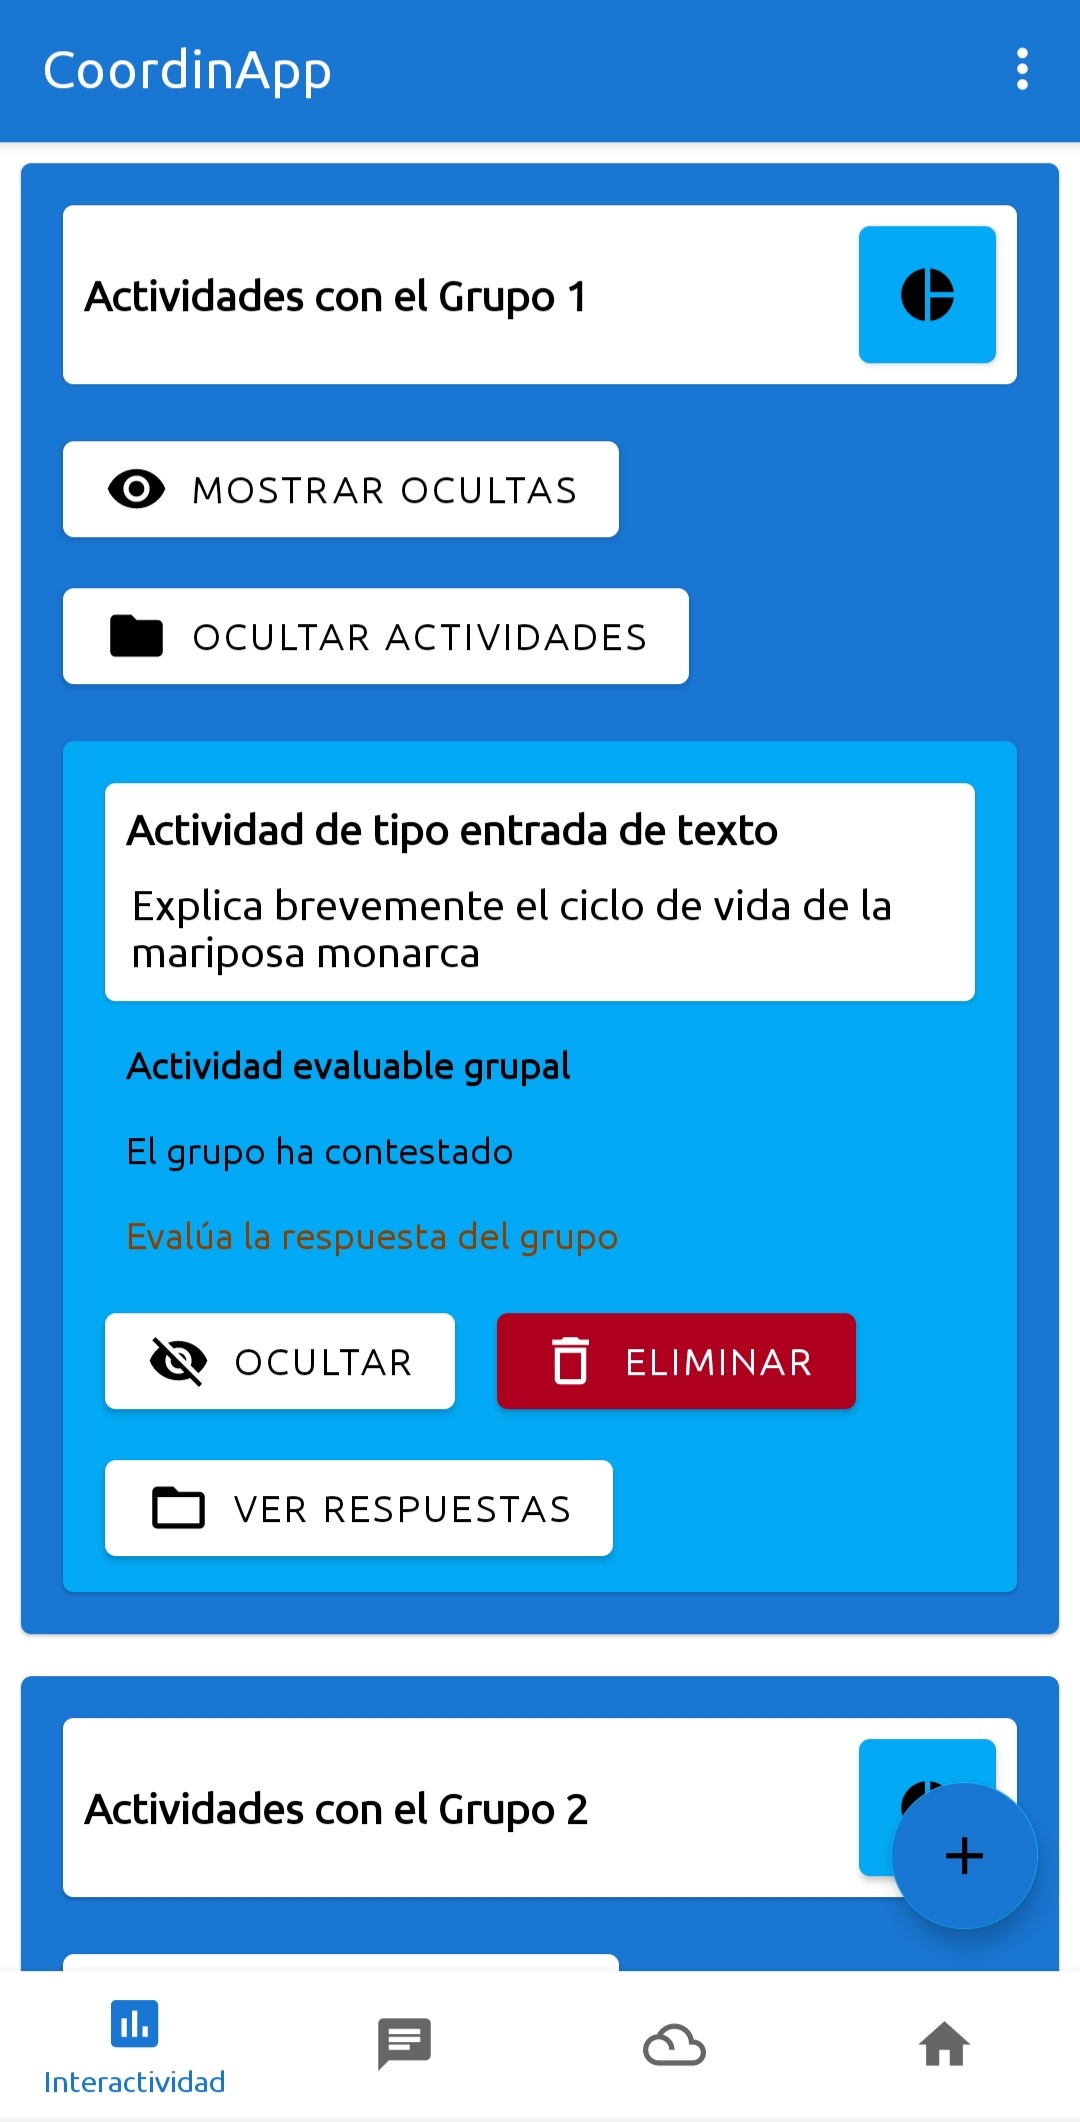 CoordinApp
Actividades con el Grupo 1
MOSTRAR OCULTAS
OCULTAR ACTIVIDADES
Actividad de tipo entrada de texto
Explica brevemente el ciclo de vida de la
mariposa monarca
Actividad evaluable grupal
El grupo ha contestado
Evalúa la respuesta del grupo
OCULTAR
ELIMINAR
VER RESPUESTAS
Actividades con el Grupo 2
Interactividad